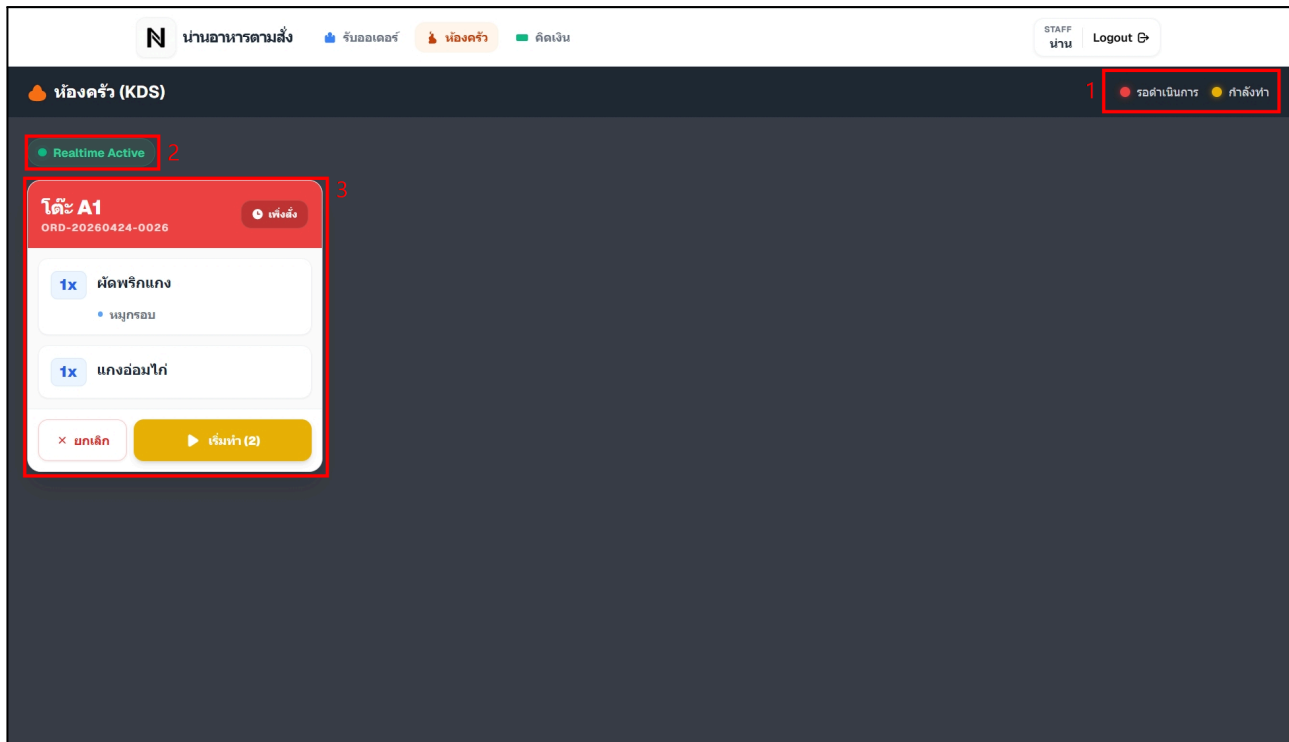 N น่านอาหารตามสั่ง รับออเดอร์ ห้องครัว คิดเงิน STAFF น่าน Logout
ห้องครัว (KDS) 1 รอดำเนินการ กำลังทำ
Realtime Active 2
3
โต๊ะ A1 เพิ่งสั่ง
ORD-20260424-0026
1x ผัดพริกแกง
หมูกรอบ
1x แกงอ่อมไก่
× ยกเลิก เริ่มทำ (2)